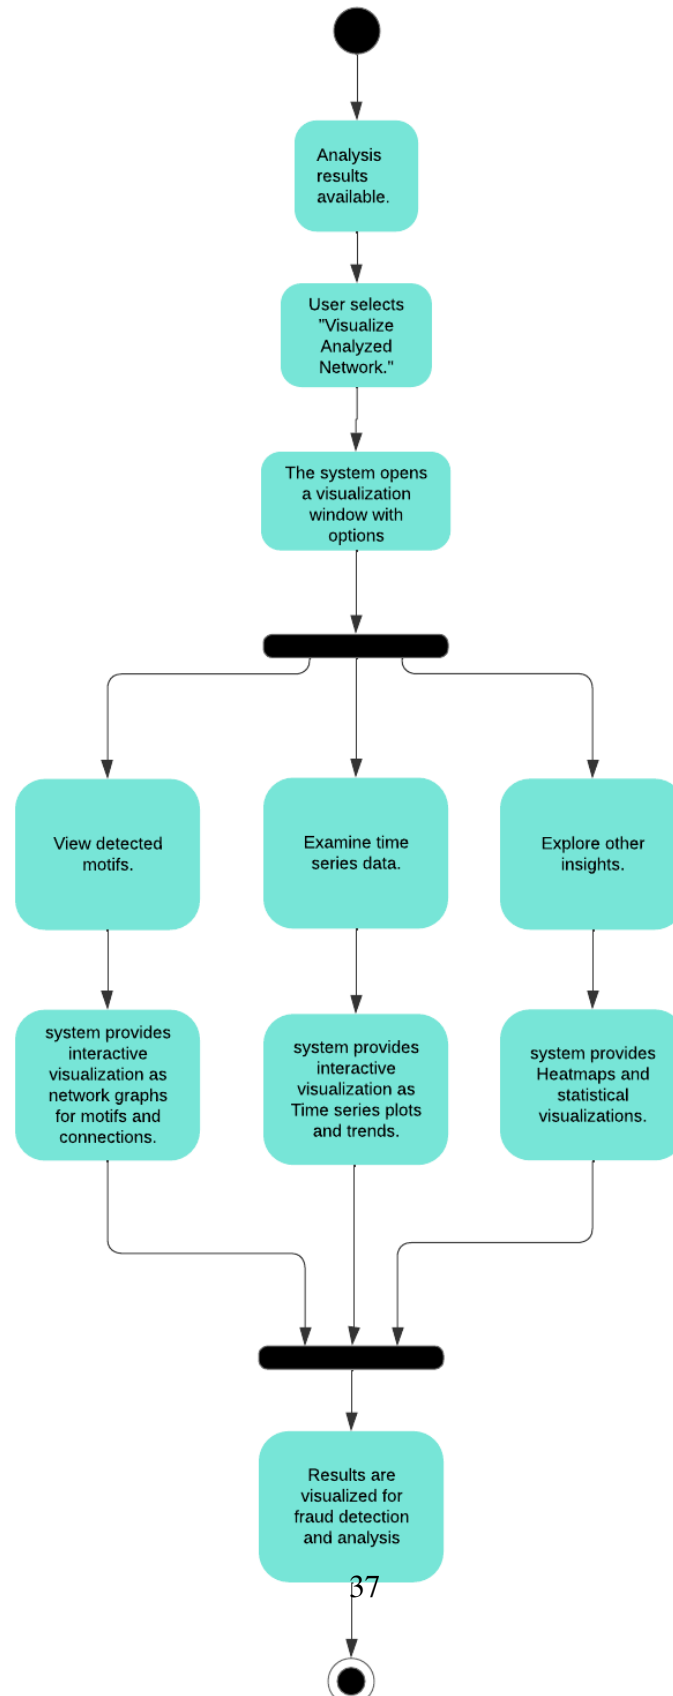 Analysis
results
available.
User selects
"Visualize
Analyzed
Network."
The system opens
a visualization
window with
options
View detected
motifs.
Examine time
series data.
Explore other
insights.
system provides
interactive
visualization as
network graphs
for motifs and
connections.
system provides
interactive
visualization as
Time series plots
and trends.
system provides
Heatmaps and
statistical
visualizations.
Results are
visualized for
fraud detection
and analysis
37